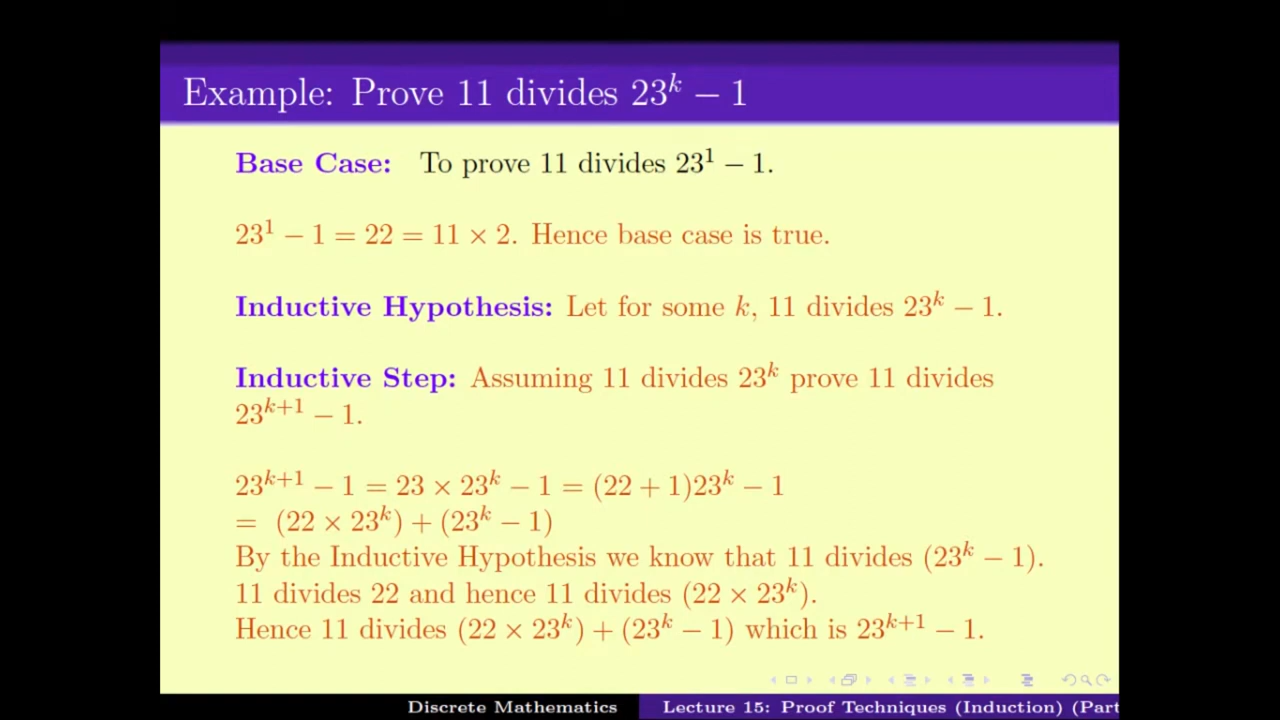 Example: Prove 11 divides 23^k − 1
Base Case: To prove 11 divides 23^1 − 1.
23^1 − 1 = 22 = 11 × 2. Hence base case is true.
Inductive Hypothesis: Let for some k, 11 divides 23^k − 1.
Inductive Step: Assuming 11 divides 23^k prove 11 divides
23^{k+1} − 1.
23^{k+1} − 1 = 23 × 23^k − 1 = (22 + 1)23^k − 1
= (22 × 23^k) + (23^k − 1)
By the Inductive Hypothesis we know that 11 divides (23^k − 1).
11 divides 22 and hence 11 divides (22 × 23^k).
Hence 11 divides (22 × 23^k) + (23^k − 1) which is 23^{k+1} − 1.
Discrete Mathematics
Lecture 15: Proof Techniques (Induction) (Part